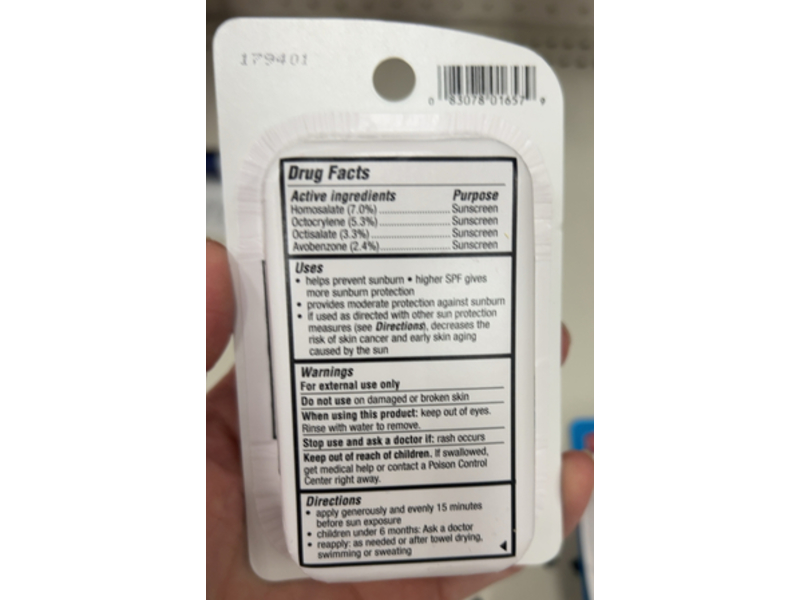 179401
0 83078 01657 9
Drug Facts
Active ingredients Purpose
Homosalate (7.0%) Sunscreen
Octocrylene (5.3%) Sunscreen
Octisalate (3.3%) Sunscreen
Avobenzone (2.4%) Sunscreen
Uses
• helps prevent sunburn • higher SPF gives
more sunburn protection
• provides moderate protection against sunburn
• if used as directed with other sun protection
measures (see Directions), decreases the
risk of skin cancer and early skin aging
caused by the sun
Warnings
For external use only
Do not use on damaged or broken skin
When using this product: keep out of eyes.
Rinse with water to remove.
Stop use and ask a doctor if: rash occurs
Keep out of reach of children. If swallowed,
get medical help or contact a Poison Control
Center right away.
Directions
• apply generously and evenly 15 minutes
before sun exposure
• children under 6 months: Ask a doctor
• reapply: as needed or after towel drying,
swimming or sweating